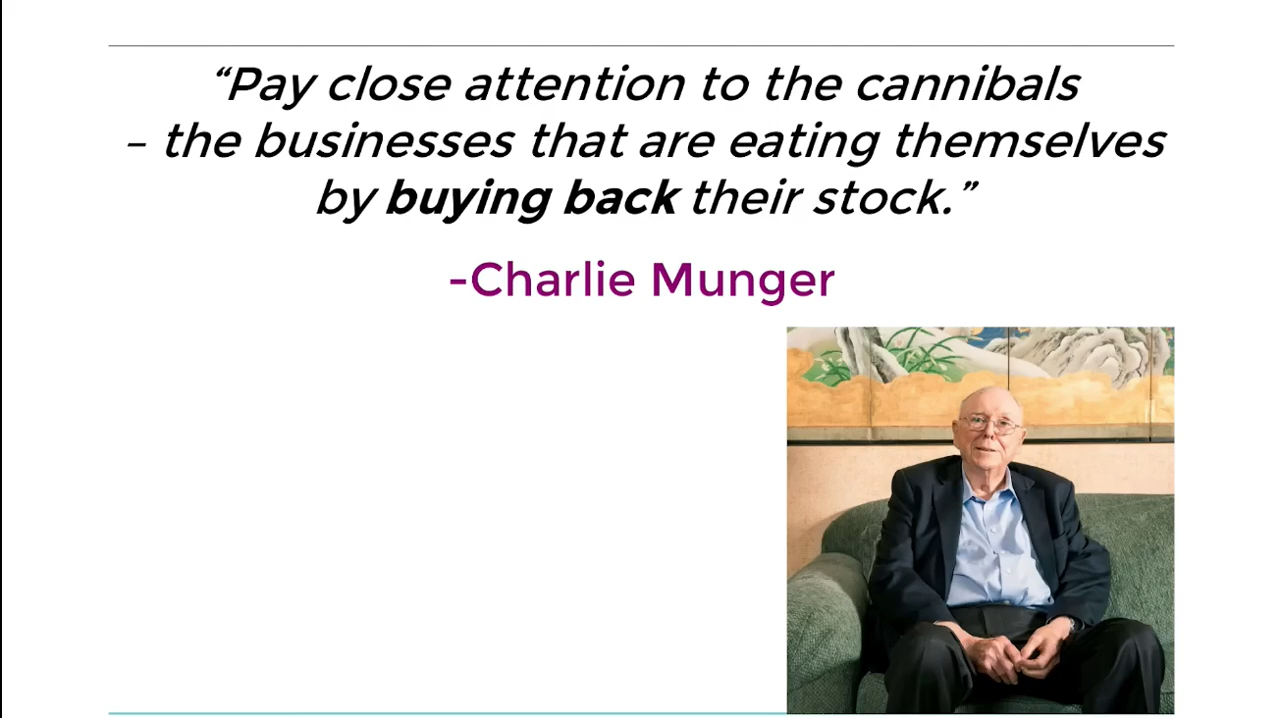 “Pay close attention to the cannibals
– the businesses that are eating themselves
by buying back their stock.”
-Charlie Munger